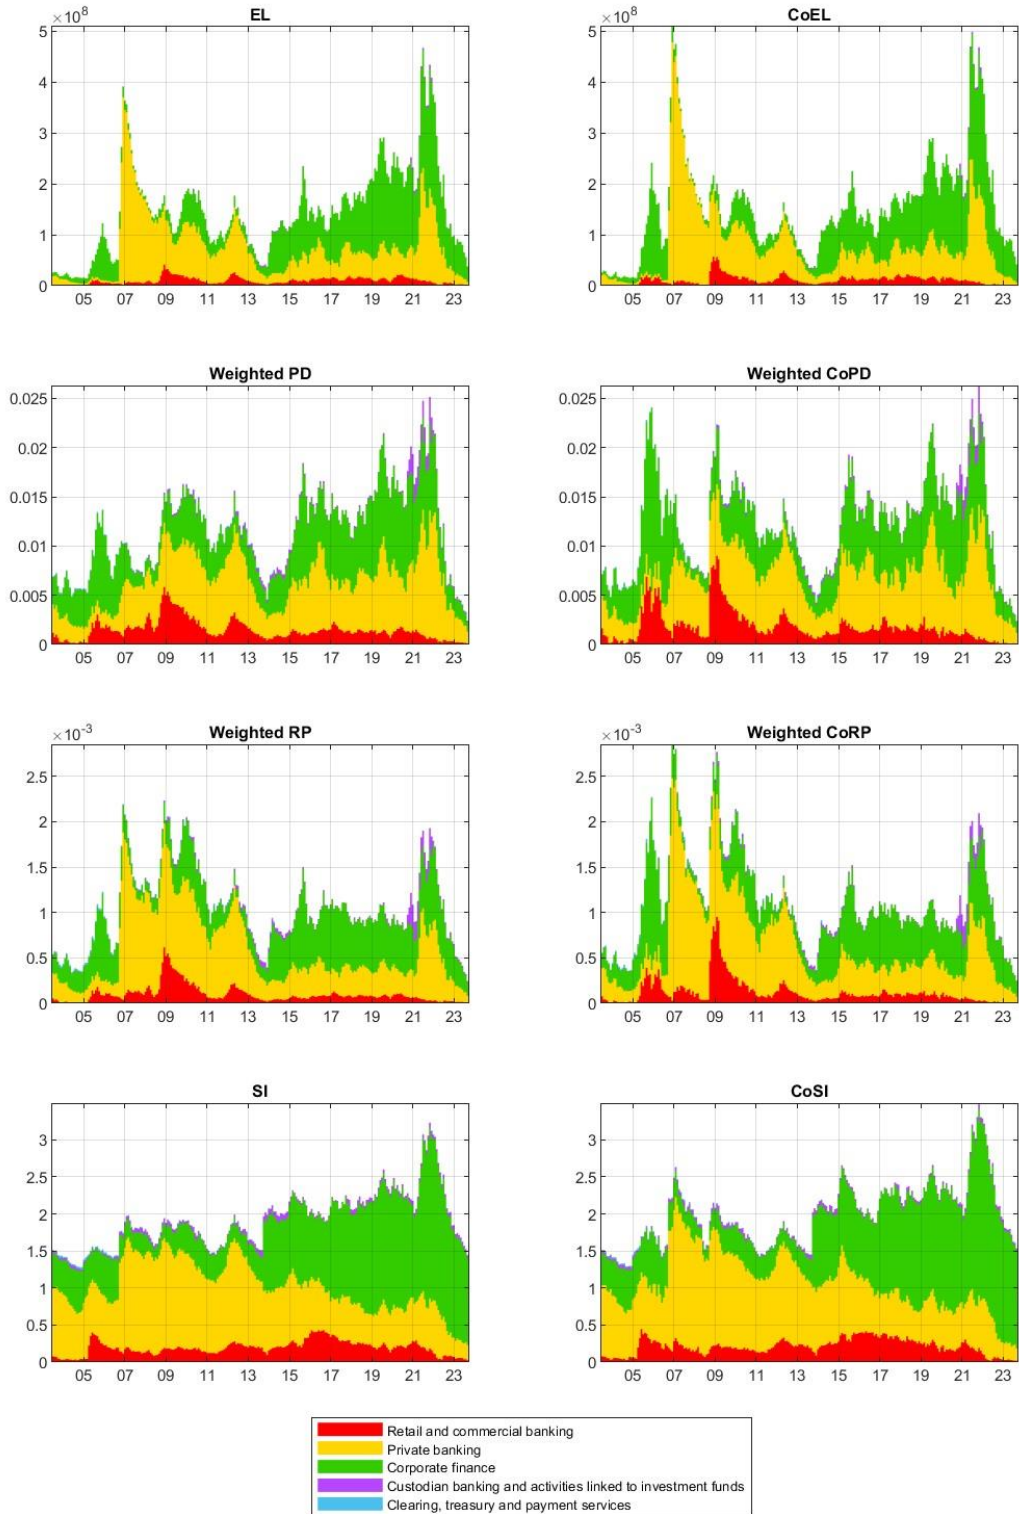 EL
×10⁸
5
4
3
2
1
0
05 07 09 11 13 15 17 19 21 23
CoEL
×10⁸
5
4
3
2
1
0
05 07 09 11 13 15 17 19 21 23
Weighted PD
0.025
0.02
0.015
0.01
0.005
0
05 07 09 11 13 15 17 19 21 23
Weighted CoPD
0.025
0.02
0.015
0.01
0.005
0
05 07 09 11 13 15 17 19 21 23
Weighted RP
×10⁻³
2.5
2
1.5
1
0.5
0
05 07 09 11 13 15 17 19 21 23
Weighted CoRP
×10⁻³
2.5
2
1.5
1
0.5
0
05 07 09 11 13 15 17 19 21 23
SI
3
2.5
2
1.5
1
0.5
0
05 07 09 11 13 15 17 19 21 23
CoSI
3
2.5
2
1.5
1
0.5
0
05 07 09 11 13 15 17 19 21 23
Retail and commercial banking
Private banking
Corporate finance
Custodian banking and activities linked to investment funds
Clearing, treasury and payment services